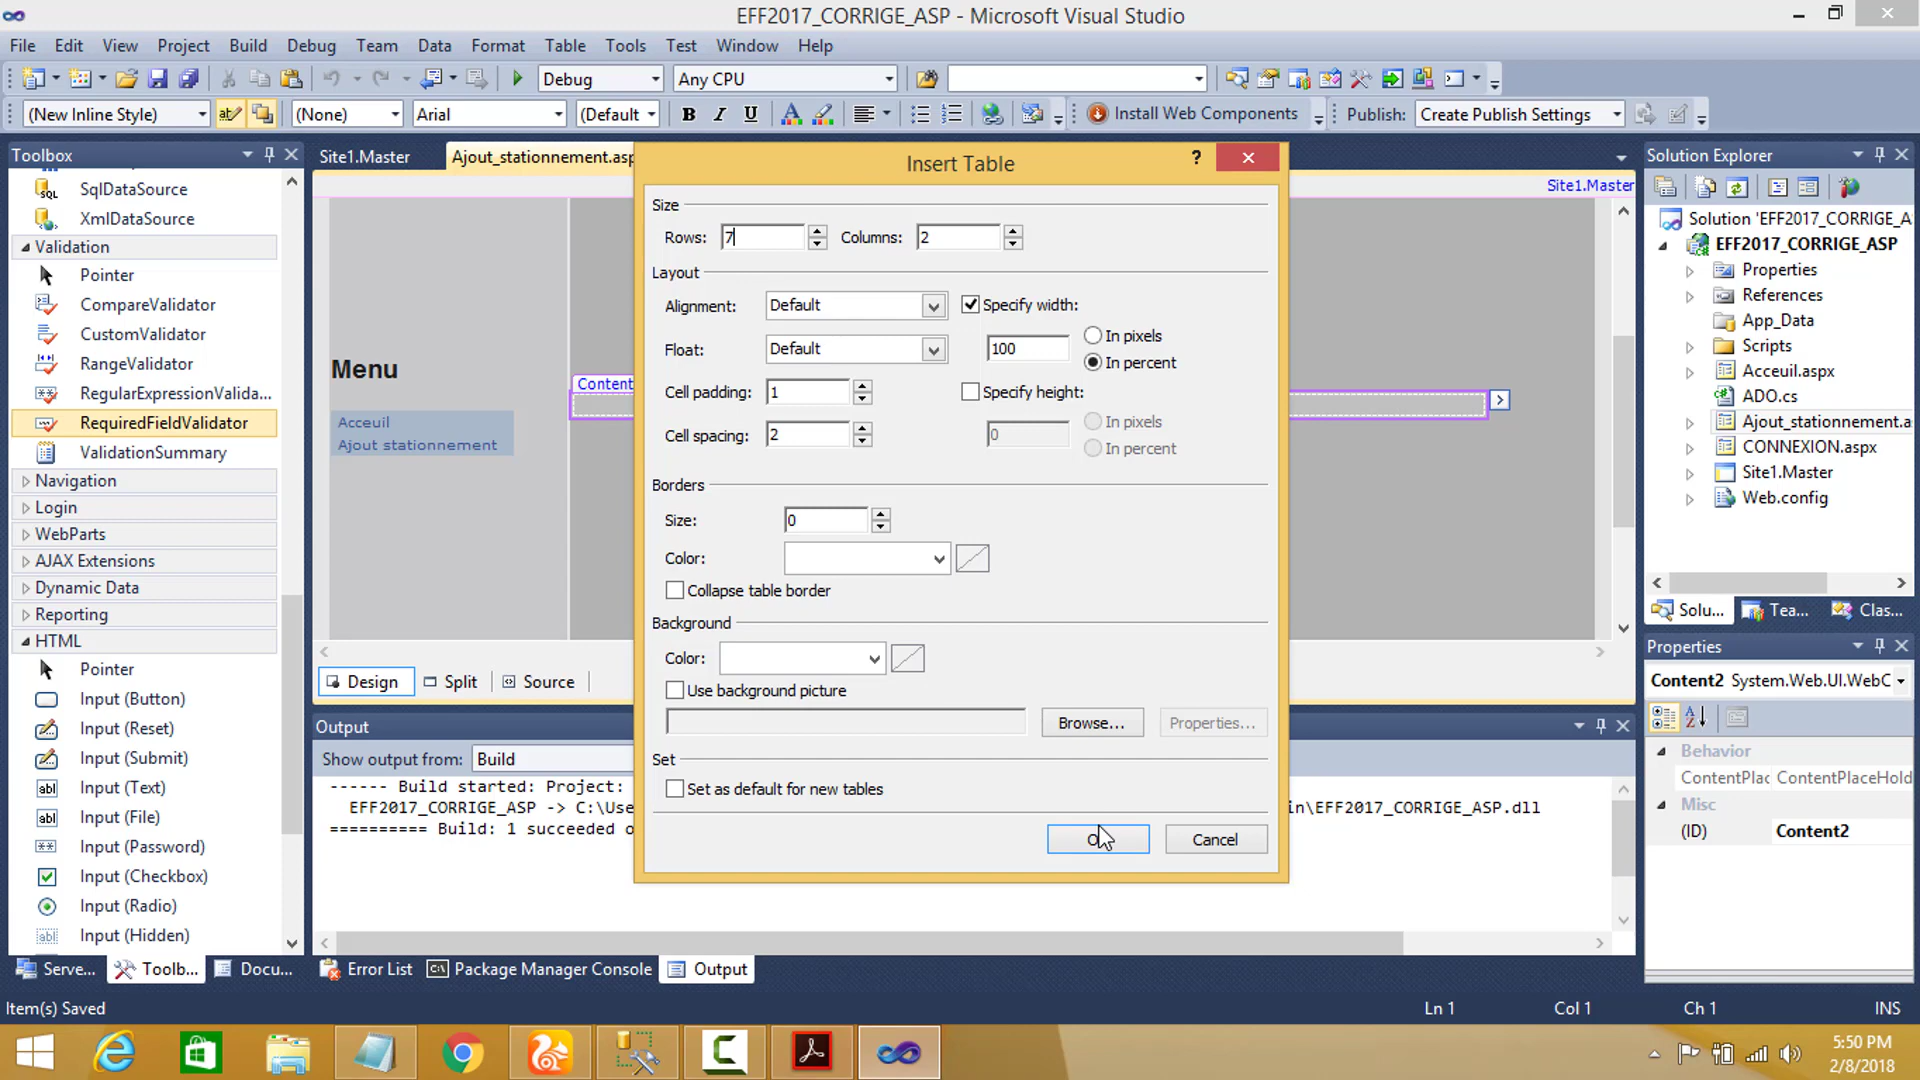 EFF2017_CORRIGE_ASP - Microsoft Visual Studio
File Edit View Project Build Debug Team Data Format Table Tools Test Window Help
Debug Any CPU
(New Inline Style) (None) Arial (Default B I U A Install Web Components Publish: Create Publish Settings
Toolbox
SqlDataSource
XmlDataSource
Validation
Pointer
CompareValidator
CustomValidator
RangeValidator
RegularExpressionValida...
RequiredFieldValidator
ValidationSummary
Navigation
Login
WebParts
AJAX Extensions
Dynamic Data
Reporting
HTML
Pointer
Input (Button)
Input (Reset)
Input (Submit)
Input (Text)
Input (File)
Input (Password)
Input (Checkbox)
Input (Radio)
Input (Hidden)
Serve... Toolb... Docu...
Site1.Master Ajout_stationnement.asp
Site1.Master
Menu
Acceuil
Ajout stationnement
Content
Design Split Source
Insert Table
Size
Rows: 7 Columns: 2
Layout
Alignment: Default Specify width:
In pixels
Float: Default 100
In percent
Cell padding: 1 Specify height:
In pixels
Cell spacing: 2 0
In percent
Borders
Size: 0
Color:
Collapse table border
Background
Color:
Use background picture
Browse... Properties...
Set
Set as default for new tables
Cancel
Output
Show output from: Build
------ Build started: Project:
EFF2017_CORRIGE_ASP -> C:\Use in\EFF2017_CORRIGE_ASP.dll
========== Build: 1 succeeded o
Error List Package Manager Console Output
Solution Explorer
Solution 'EFF2017_CORRIGE_A
EFF2017_CORRIGE_ASP
Properties
References
App_Data
Scripts
Acceuil.aspx
ADO.cs
Ajout_stationnement.a
CONNEXION.aspx
Site1.Master
Web.config
Solu... Tea... Clas...
Properties
Content2 System.Web.UI.WebC
Behavior
ContentPlac ContentPlaceHold
Misc
(ID) Content2
Item(s) Saved Ln 1 Col 1 Ch 1 INS
5:50 PM
2/8/2018